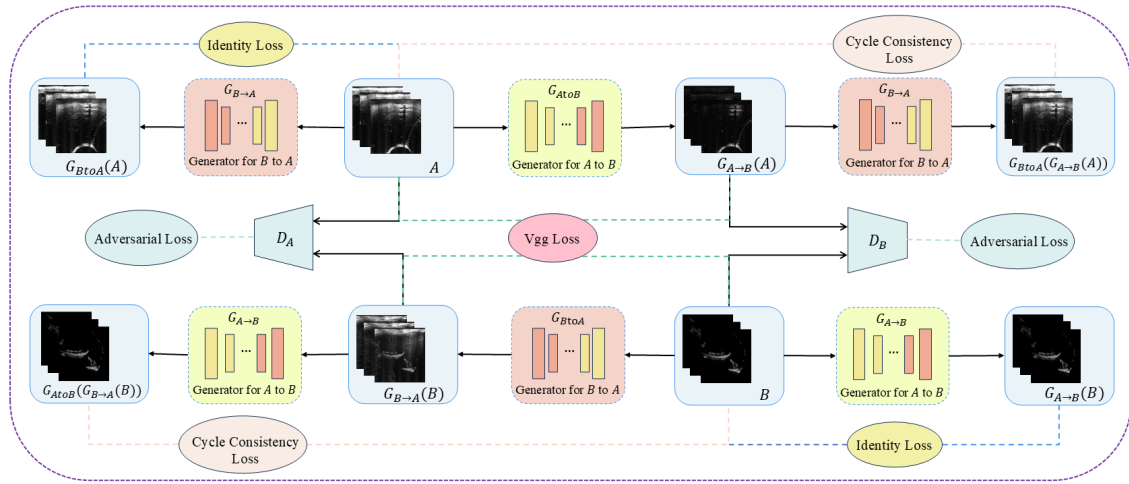 Identity Loss
Cycle Consistency
Loss
G_{B→A}
...
Generator for B to A
G_{BtoA}(A)
A
G_{AtoB}
...
Generator for A to B
G_{A→B}(A)
G_{B→A}
...
Generator for B to A
G_{BtoA}(G_{A→B}(A))
Adversarial Loss
D_A
Vgg Loss
D_B
Adversarial Loss
G_{AtoB}(G_{B→A}(B))
G_{A→B}
...
Generator for A to B
G_{B→A}(B)
G_{BtoA}
...
Generator for B to A
B
G_{A→B}
...
Generator for A to B
G_{A→B}(B)
Cycle Consistency
Loss
Identity Loss